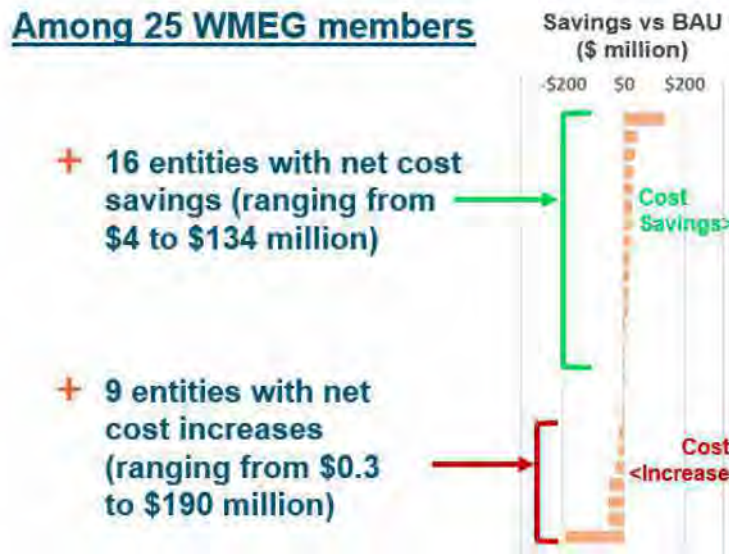 Among 25 WMEG members
Savings vs BAU
($ million)
-$200 $0 $200
+ 16 entities with net cost
savings (ranging from
$4 to $134 million)
Cost
Savings>
+ 9 entities with net
cost increases
(ranging from $0.3
to $190 million)
Cost
<Increase